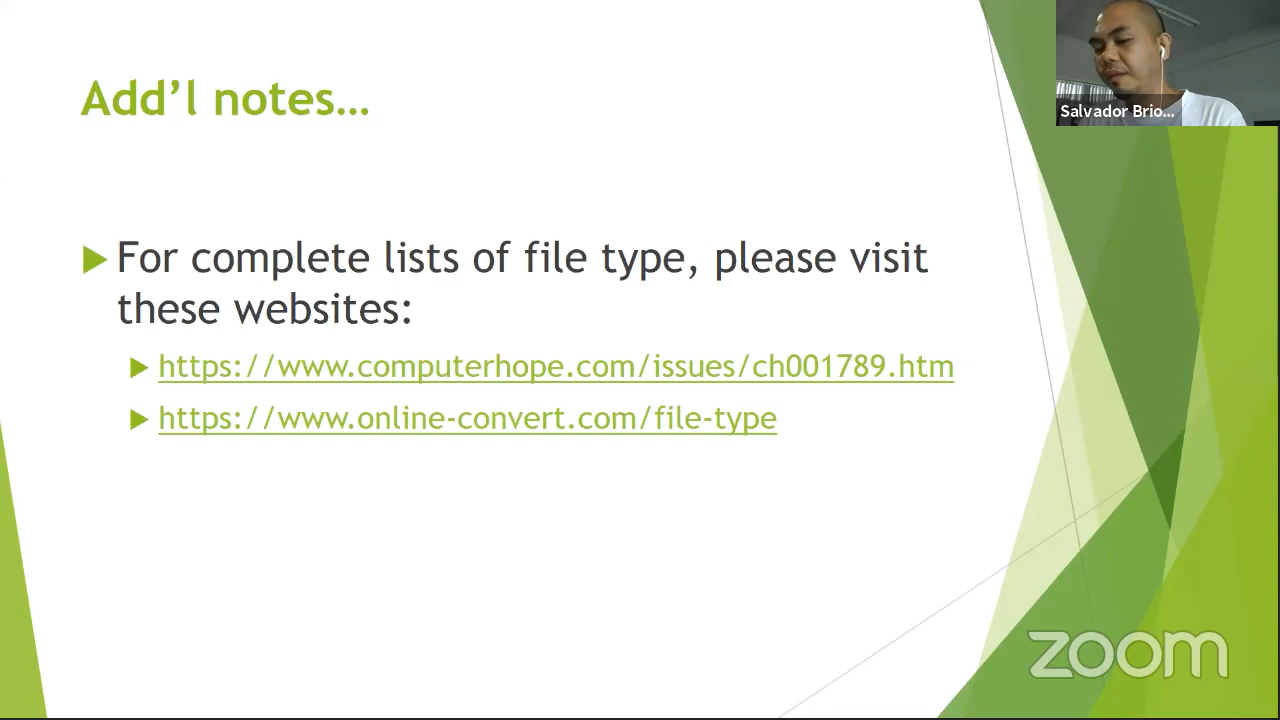 Add’l notes…
Salvador Brio...
For complete lists of file type, please visit
these websites:
https://www.computerhope.com/issues/ch001789.htm
https://www.online-convert.com/file-type
zoom